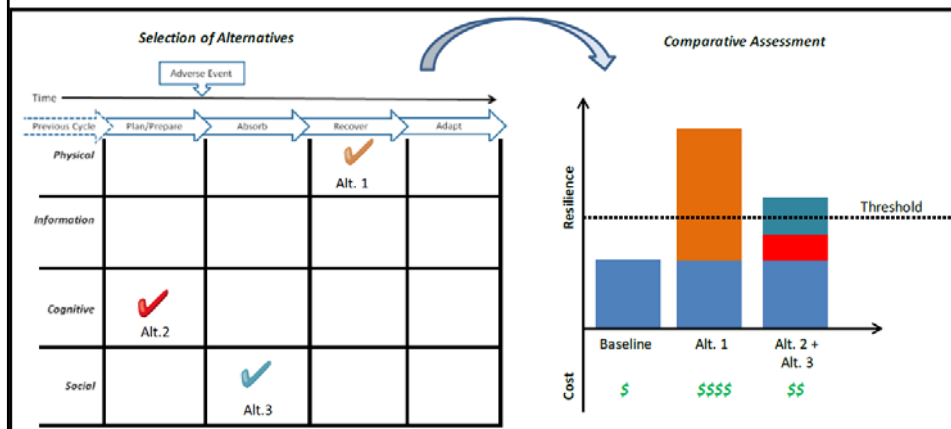 Selection of Alternatives
Comparative Assessment
Adverse Event
Time
Previous Cycle
Plan/Prepare
Absorb
Recover
Adapt
Physical
Alt. 1
Information
Cognitive
Alt.2
Social
Alt.3
Resilience
Threshold
Baseline
Alt. 1
Alt. 2 +
Alt. 3
Cost
$
$$$$
$$